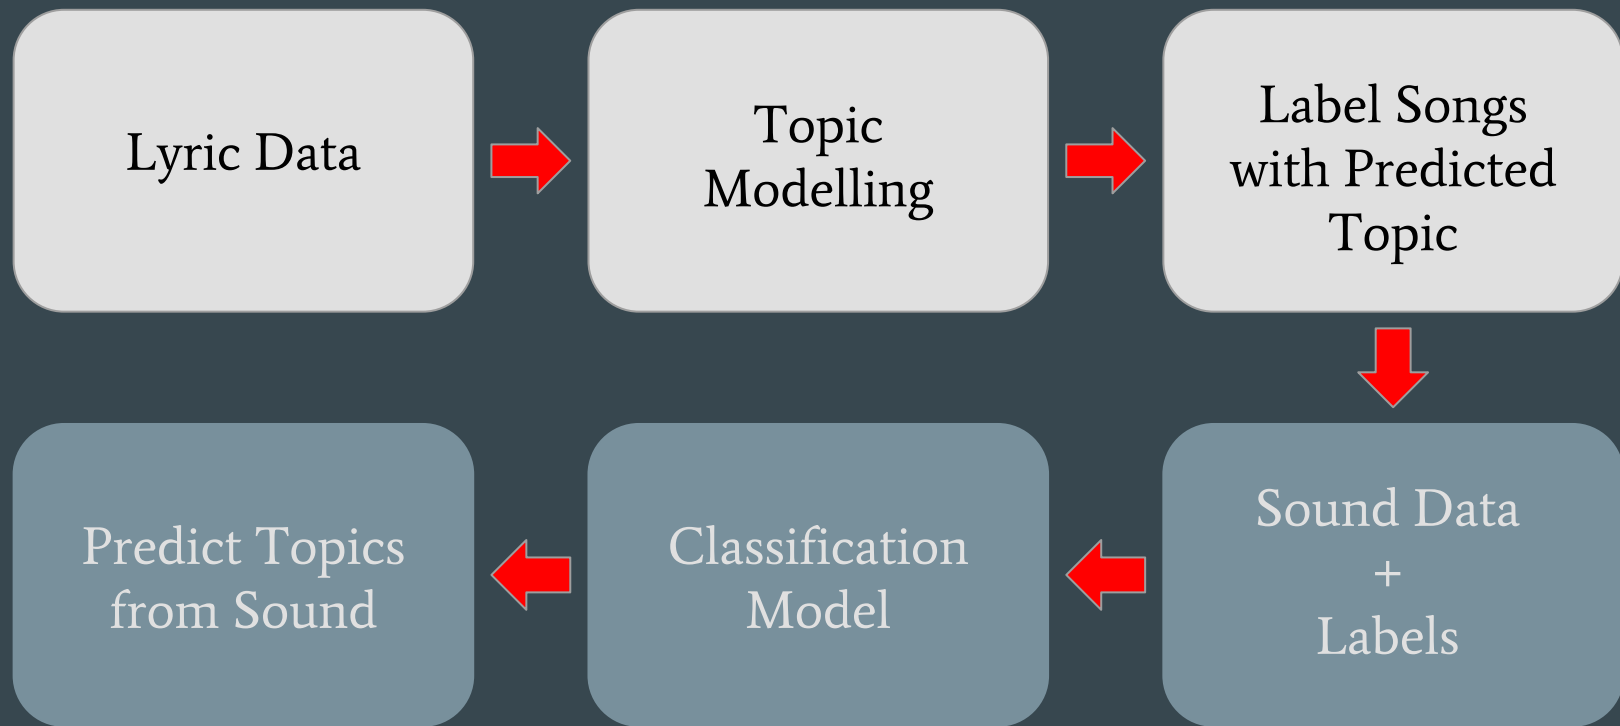 Lyric Data
Topic
Modelling
Label Songs
with Predicted
Topic
Sound Data
+
Labels
Classification
Model
Predict Topics
from Sound